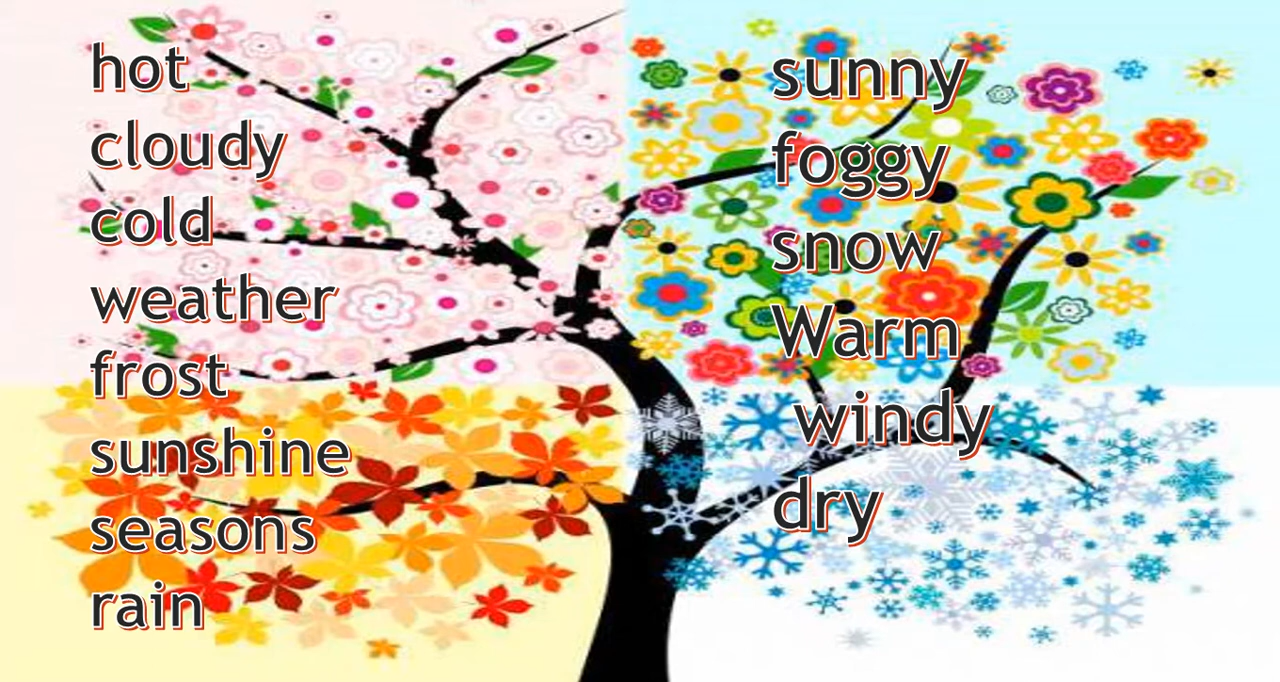 hot
cloudy
cold
weather
frost
sunshine
seasons
rain
sunny
foggy
snow
Warm
windy
dry